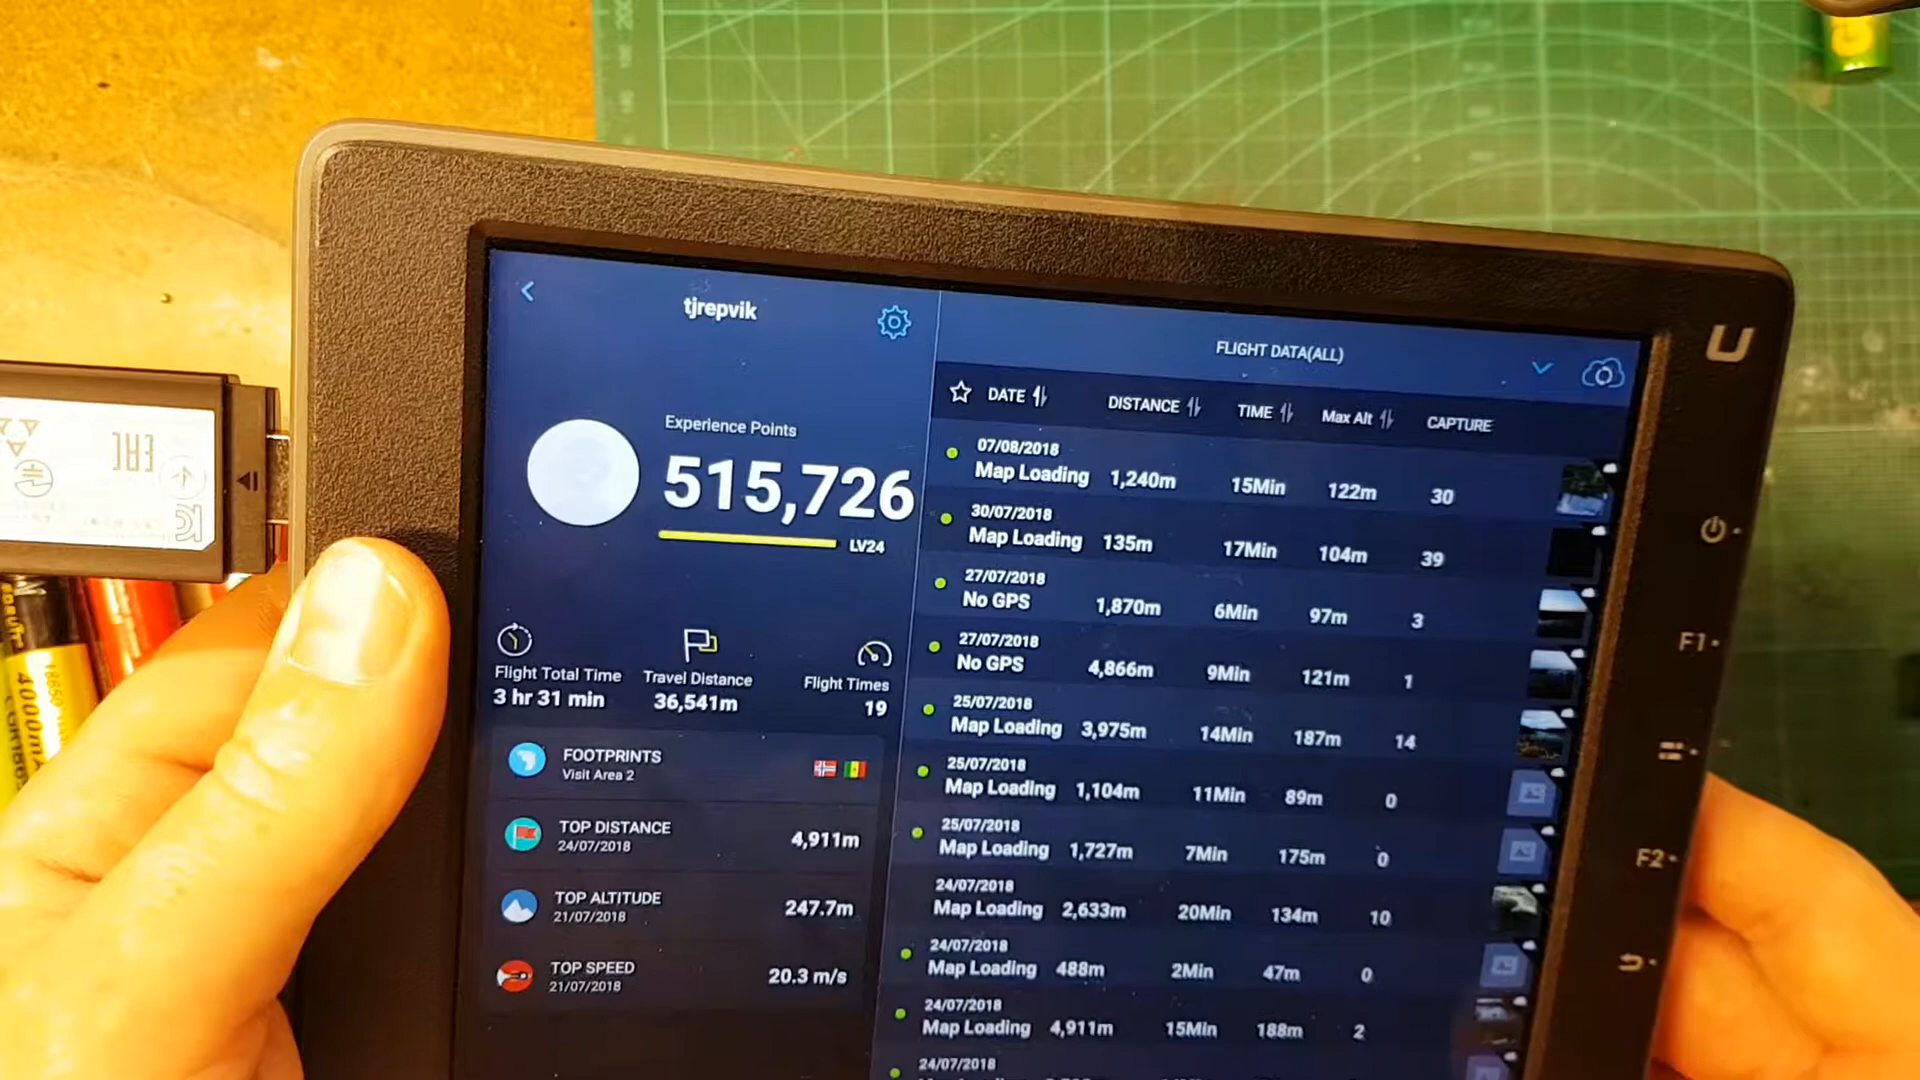 tjrepvik
Experience Points
515,726
LV24
Flight Total Time
3 hr 31 min
Travel Distance
36,541m
Flight Times
19
FOOTPRINTS
Visit Area 2
TOP DISTANCE
24/07/2018
4,911m
TOP ALTITUDE
21/07/2018
247.7m
TOP SPEED
21/07/2018
20.3 m/s
FLIGHT DATA(ALL)
DATE DISTANCE TIME Max Alt CAPTURE
07/08/2018
Map Loading 1,240m 15Min 122m 30
30/07/2018
Map Loading 135m 17Min 104m 39
27/07/2018
No GPS 1,870m 6Min 97m 3
27/07/2018
No GPS 4,866m 9Min 121m 1
25/07/2018
Map Loading 3,975m 14Min 187m 14
25/07/2018
Map Loading 1,104m 11Min 89m 0
25/07/2018
Map Loading 1,727m 7Min 175m 0
24/07/2018
Map Loading 2,633m 20Min 134m 10
24/07/2018
Map Loading 488m 2Min 47m 0
24/07/2018
Map Loading 4,911m 15Min 188m 2
24/07/2018
U
F1
F2
EAC
18650
4000m